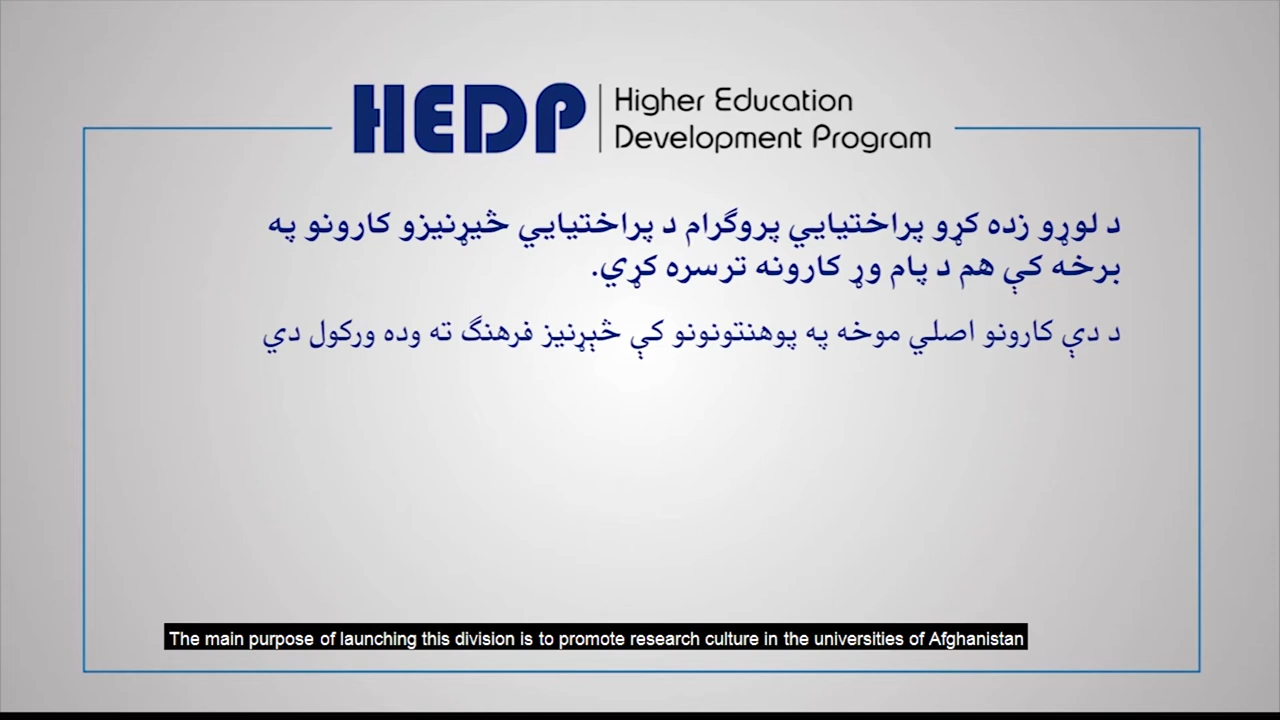 HEDP
Higher Education
Development Program
د لوړو زده کړو پراختیایي پروګرام د پراختیایي څیړنیزو کارونو په
برخه کې هم د پام وړ کارونه ترسره کړي.
د دې کارونو اصلي موخه په پوهنتونونو کې څېړنیز فرهنګ ته وده ورکول دي
The main purpose of launching this division is to promote research culture in the universities of Afghanistan